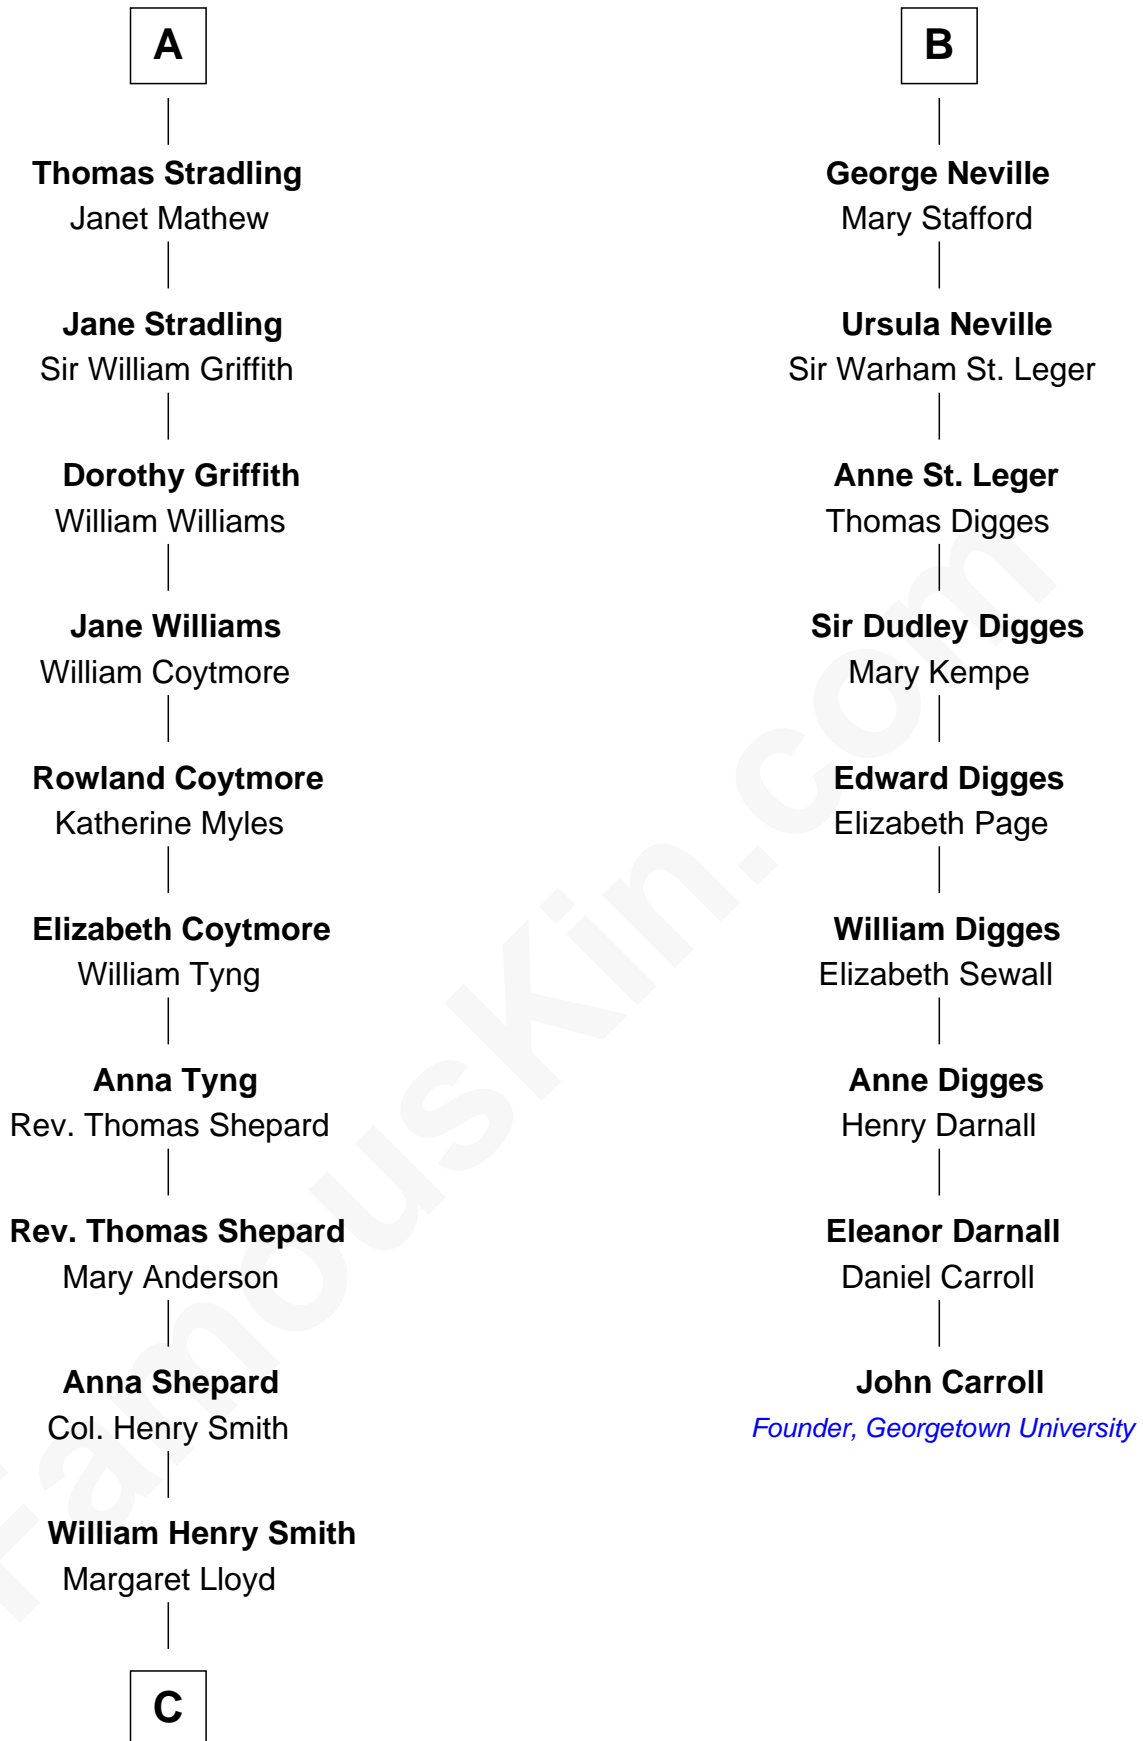 A
Thomas Stradling
Janet Mathew
Jane Stradling
Sir William Griffith
Dorothy Griffith
William Williams
Jane Williams
William Coytmore
Rowland Coytmore
Katherine Myles
Elizabeth Coytmore
William Tyng
Anna Tyng
Rev. Thomas Shepard
Rev. Thomas Shepard
Mary Anderson
Anna Shepard
Col. Henry Smith
William Henry Smith
Margaret Lloyd
C
B
George Neville
Mary Stafford
Ursula Neville
Sir Warham St. Leger
Anne St. Leger
Thomas Digges
Sir Dudley Digges
Mary Kempe
Edward Digges
Elizabeth Page
William Digges
Elizabeth Sewall
Anne Digges
Henry Darnall
Eleanor Darnall
Daniel Carroll
John Carroll
Founder, Georgetown University
FamousKin.com